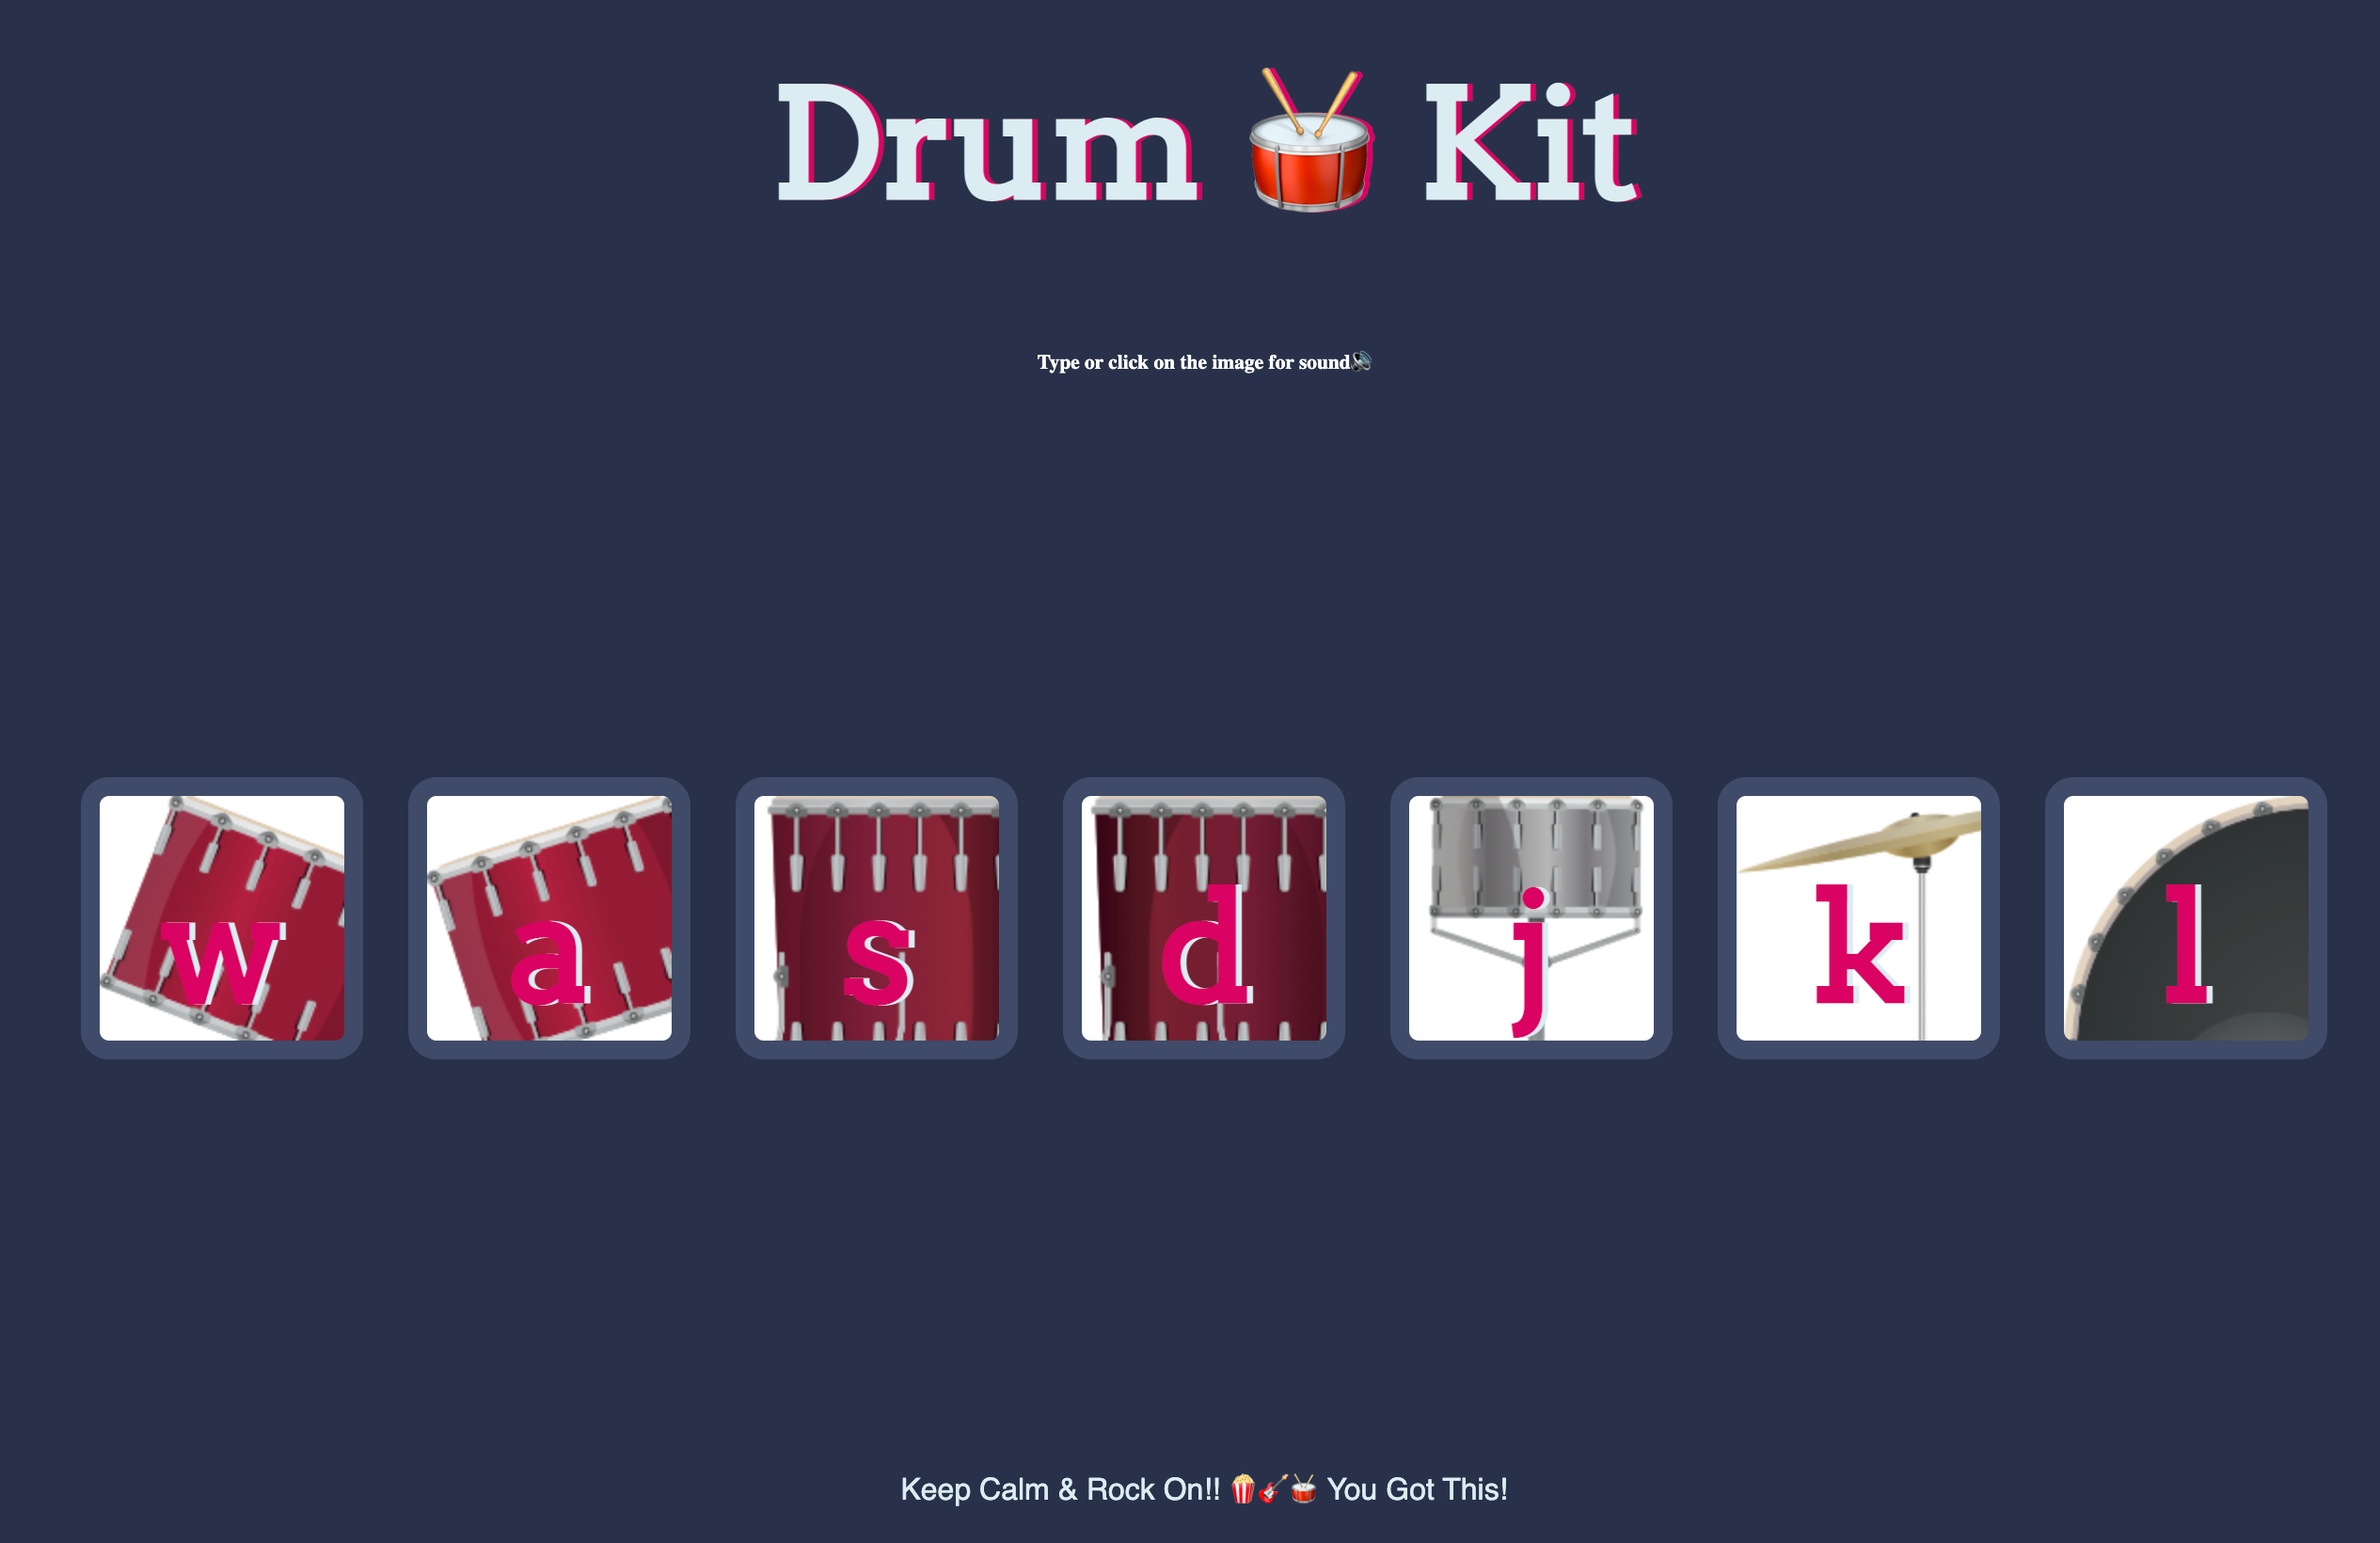 Drum 🥁 Kit
Type or click on the image for sound🔊
w a s d j k l
Keep Calm & Rock On!! 🍿🎸🥁 You Got This!